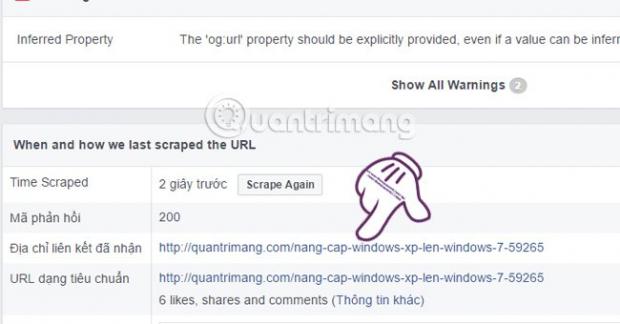 Inferred Property The 'og:url' property should be explicitly provided, even if a value can be
Show All Warnings 2
Quantrimang
When and how we last scraped the URL
Time Scraped 2 giây trước Scrape Again
Mã phản hồi 200
Địa chỉ liên kết đã nhận http://quantrimang.com/nang-cap-windows-xp-len-windows-7-59265
URL dạng tiêu chuẩn http://quantrimang.com/nang-cap-windows-xp-len-windows-7-59265
6 likes, shares and comments (Thông tin khác)